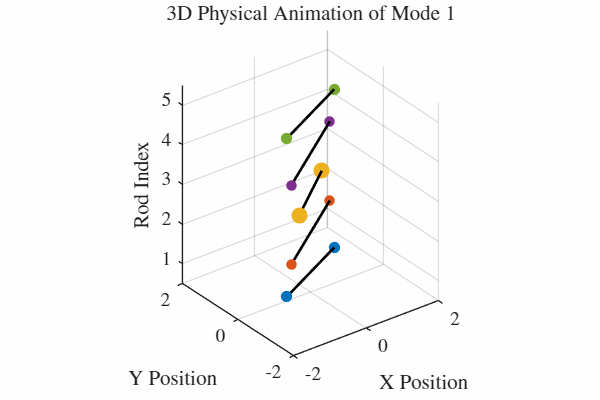 3D Physical Animation of Mode 1
Rod Index
5
4
3
2
1
2
0
-2
Y Position
-2
0
2
X Position